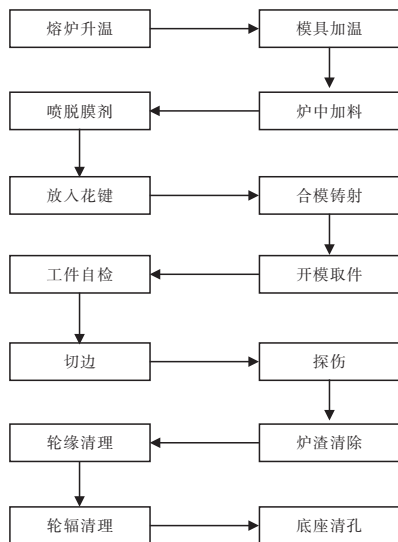 熔炉升温
模具加温
喷脱膜剂
炉中加料
放入花键
合模铸射
工件自检
开模取件
切边
探伤
轮缘清理
炉渣清除
轮辐清理
底座清孔